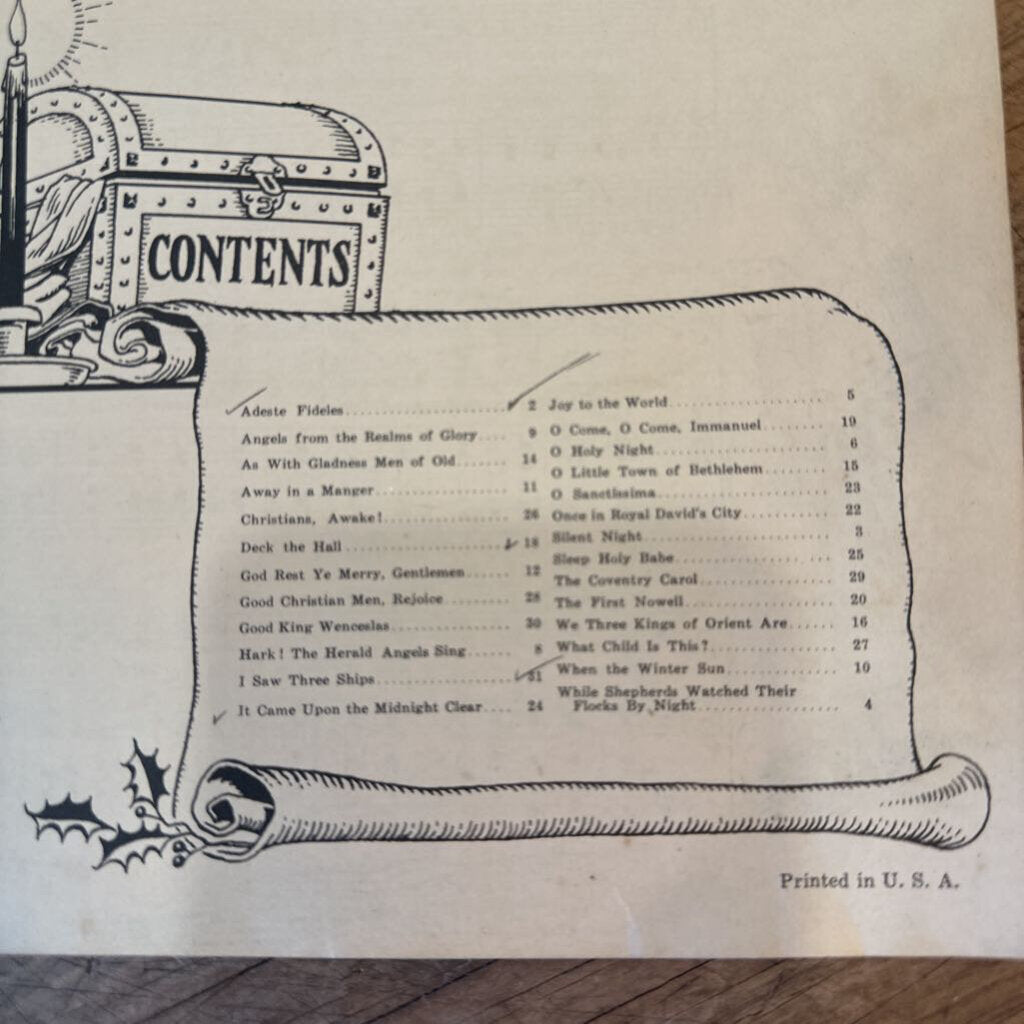 CONTENTS
Adeste Fideles.................................. 2
Angels from the Realms of Glory.... 9
As With Gladness Men of Old....... 14
Away in a Manger................... 11
Christians, Awake!.................. 26
Deck the Hall....................... 18
God Rest Ye Merry, Gentlemen...... 12
Good Christian Men, Rejoice......... 28
Good King Wenceslas................ 30
Hark! The Herald Angels Sing...... 8
I Saw Three Ships................... 31
It Came Upon the Midnight Clear.... 24
Joy to the World...................... 5
O Come, O Come, Immanuel........ 19
O Holy Night........................ 6
O Little Town of Bethlehem........ 15
O Sanctissima....................... 23
Once in Royal David's City.......... 22
Silent Night......................... 3
Sleep Holy Babe.................... 25
The Coventry Carol................. 29
The First Nowell................... 20
We Three Kings of Orient Are...... 16
What Child Is This?................ 27
When the Winter Sun.............. 10
While Shepherds Watched Their
Flocks By Night.................. 4
Printed in U. S. A.